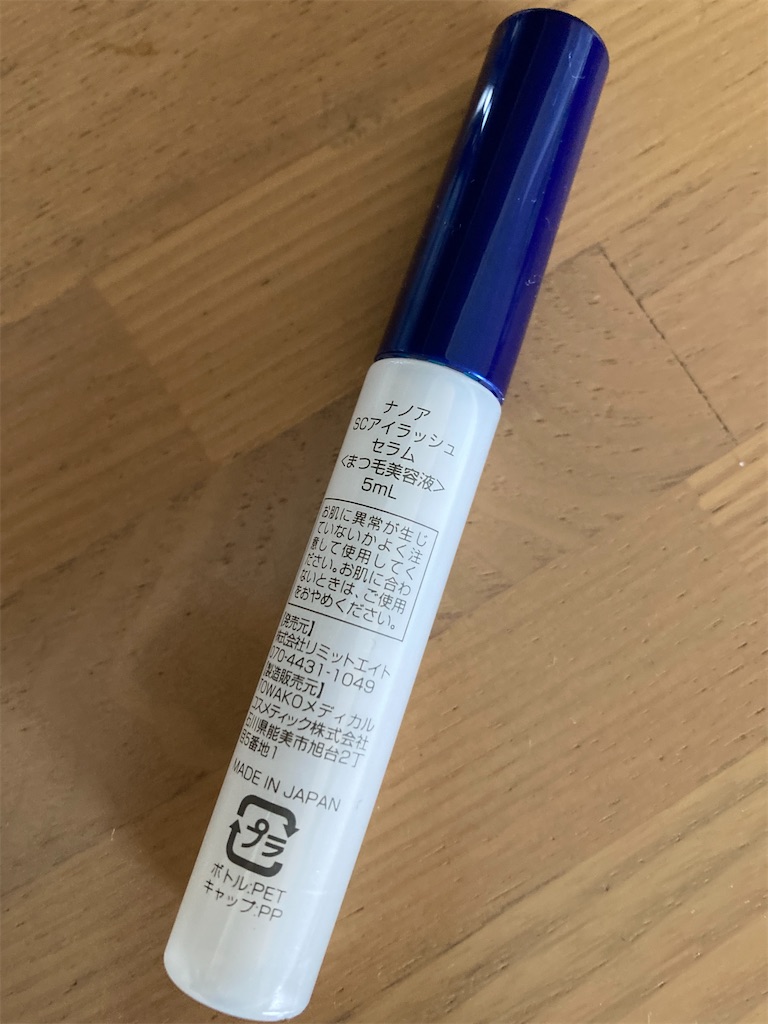 ナノア
SCアイラッシュ
セラム
<まつ毛美容液>
5mL
お肌に異常が生じ
ていないかよく注
意して使用してく
ださい。お肌に合わ
ないときは、ご使用
をおやめください。
【発売元】
株式会社リミットエイト
070-4431-1049
【製造販売元】
TOWAKOメディカル
コスメティック株式会社
石川県能美市旭台2丁
目5番地1
MADE IN JAPAN
プラ
ボトル:PET
キャップ:PP